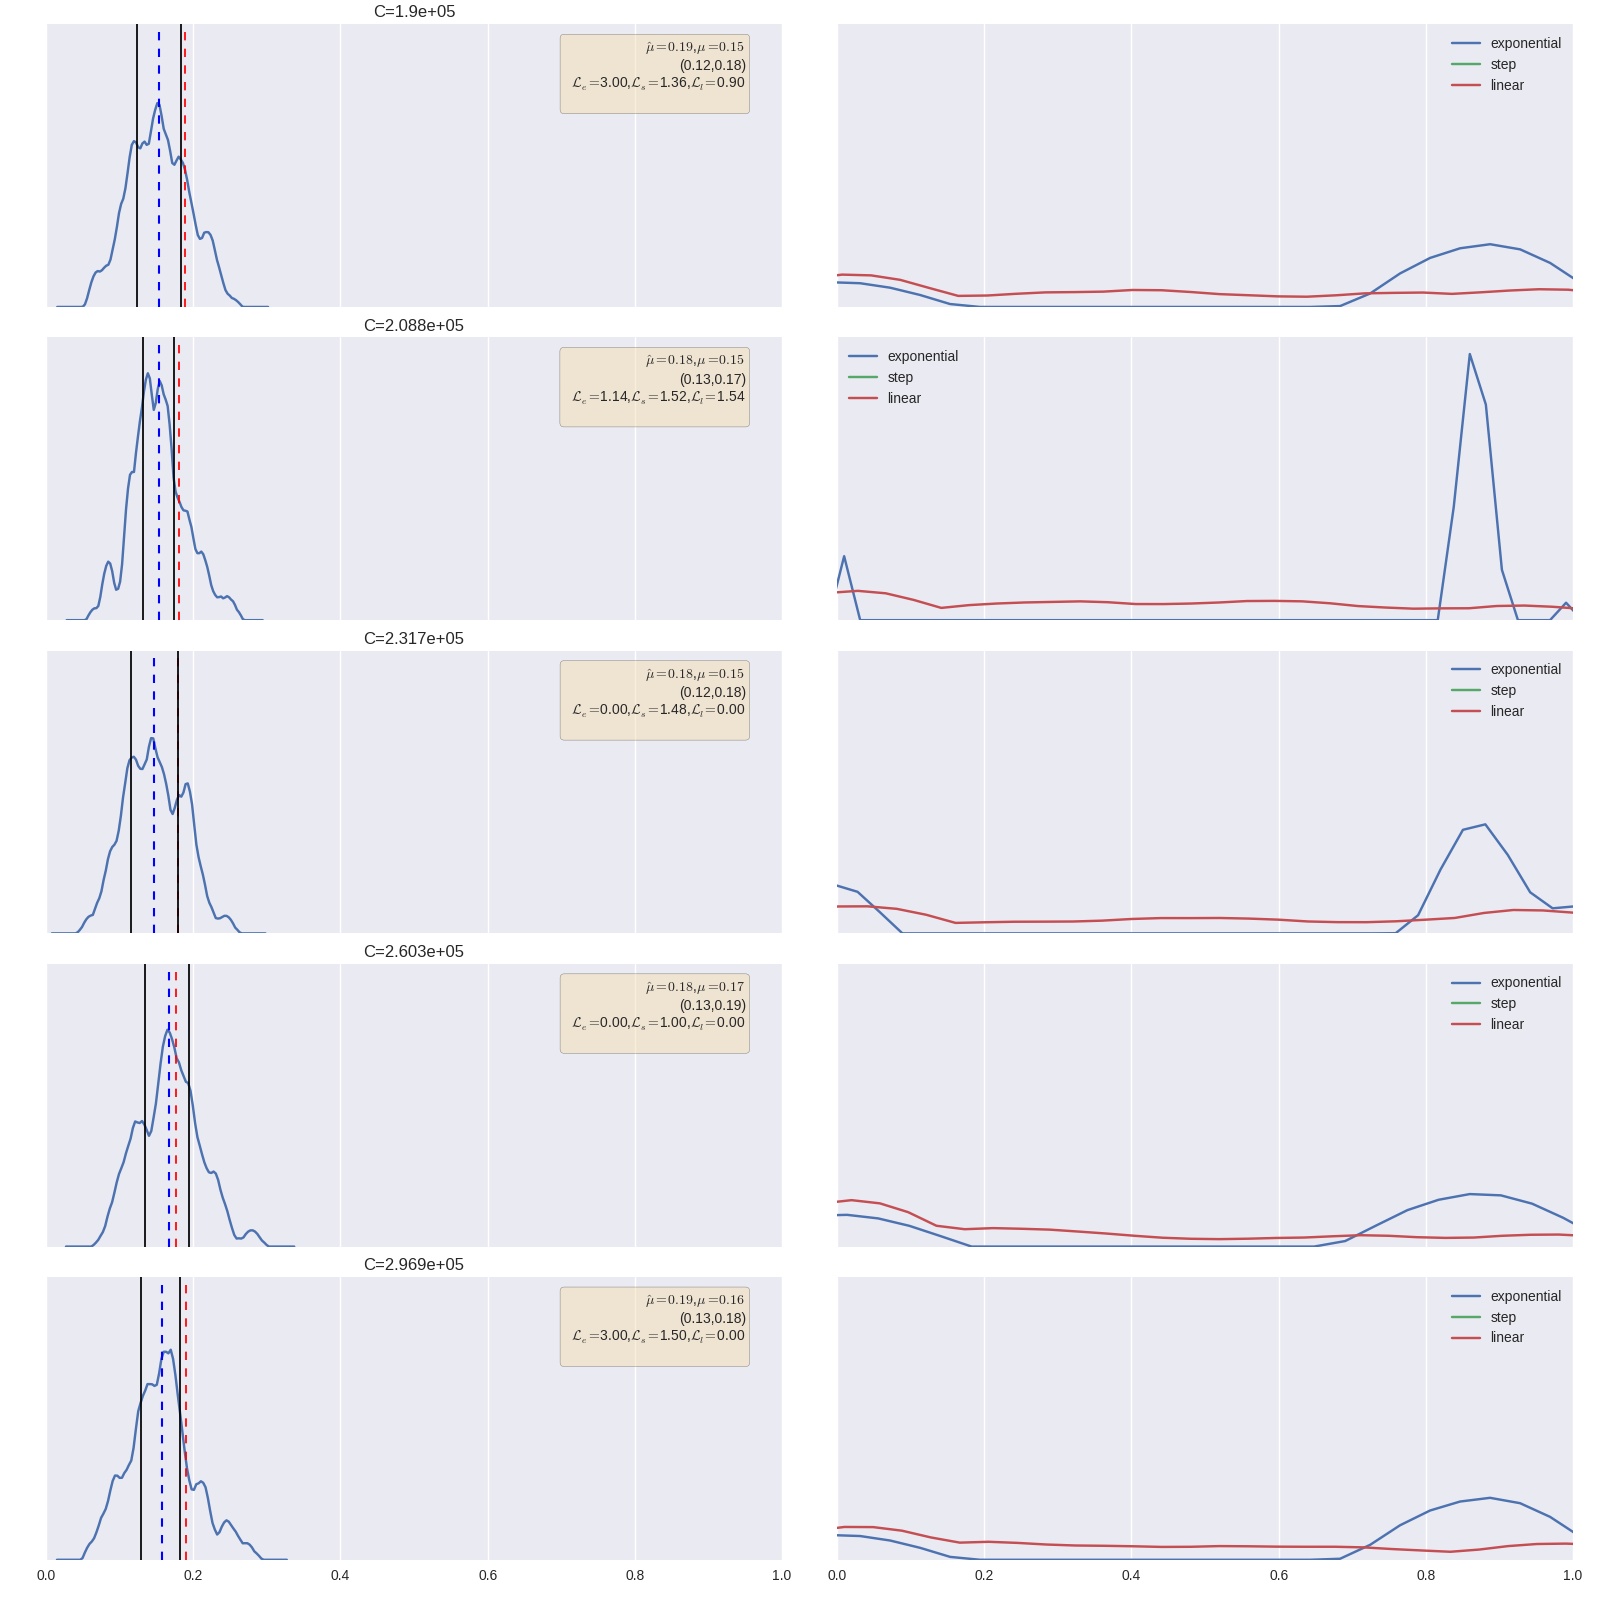 C=1.9e+05
μ̂=0.19,μ=0.15
(0.12,0.18)
ℒₑ=3.00,ℒₛ=1.36,ℒₗ=0.90
exponential
step
linear
C=2.088e+05
μ̂=0.18,μ=0.15
(0.13,0.17)
ℒₑ=1.14,ℒₛ=1.52,ℒₗ=1.54
exponential
step
linear
C=2.317e+05
μ̂=0.18,μ=0.15
(0.12,0.18)
ℒₑ=0.00,ℒₛ=1.48,ℒₗ=0.00
exponential
step
linear
C=2.603e+05
μ̂=0.18,μ=0.17
(0.13,0.19)
ℒₑ=0.00,ℒₛ=1.00,ℒₗ=0.00
exponential
step
linear
C=2.969e+05
μ̂=0.19,μ=0.16
(0.13,0.18)
ℒₑ=3.00,ℒₛ=1.50,ℒₗ=0.00
exponential
step
linear
0.0 0.2 0.4 0.6 0.8 1.0
0.0 0.2 0.4 0.6 0.8 1.0